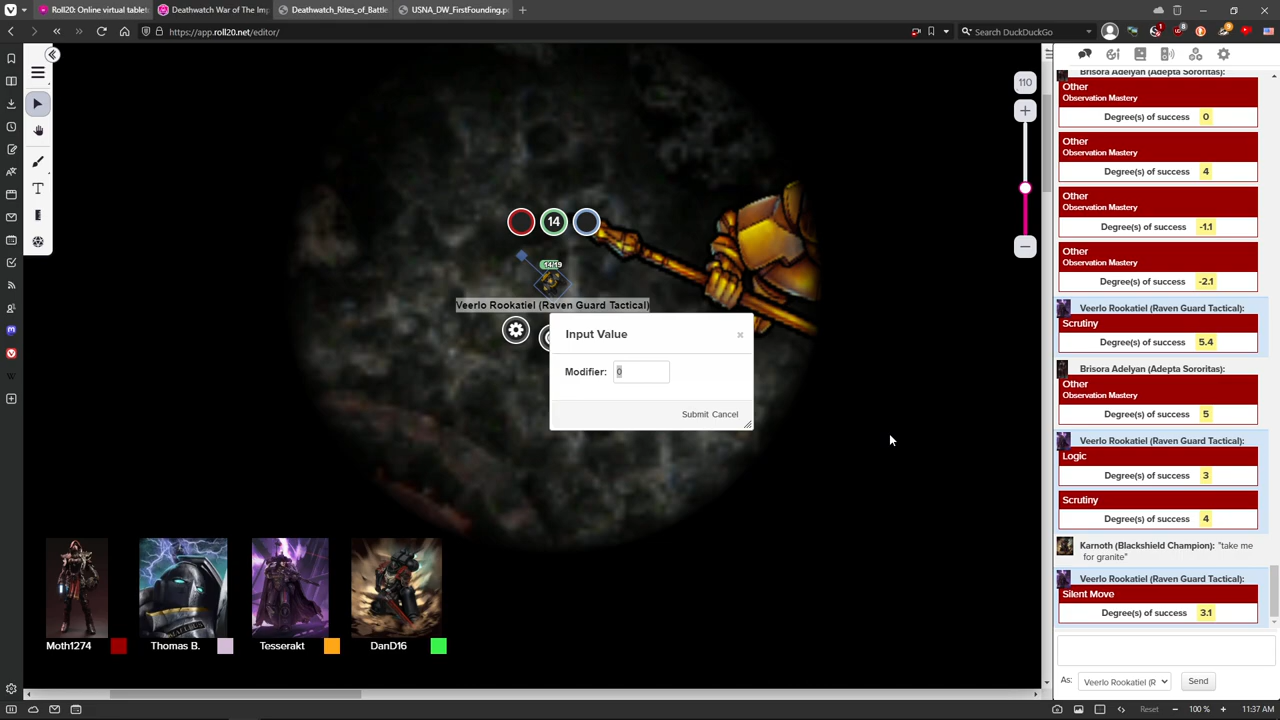 Roll20: Online virtual tablet
Deathwatch War of The Imp
Deathwatch_Rites_of_Battle
USNA_DW_FirstFounding.p
https://app.roll20.net/editor/
Search DuckDuckGo
110
14
14/19
Veerlo Rookatiel (Raven Guard Tactical)
Input Value
Modifier: 0
Submit Cancel
Moth1274
Thomas B.
Tesserakt
DanD16
Brisora Adelyan (Adepta Sororitas):
Other
Observation Mastery
Degree(s) of success 0
Other
Observation Mastery
Degree(s) of success 4
Other
Observation Mastery
Degree(s) of success -1.1
Other
Observation Mastery
Degree(s) of success -2.1
Veerlo Rookatiel (Raven Guard Tactical):
Scrutiny
Degree(s) of success 5.4
Brisora Adelyan (Adepta Sororitas):
Other
Observation Mastery
Degree(s) of success 5
Veerlo Rookatiel (Raven Guard Tactical):
Logic
Degree(s) of success 3
Scrutiny
Degree(s) of success 4
Karnoth (Blackshield Champion): "take me
for granite"
Veerlo Rookatiel (Raven Guard Tactical):
Silent Move
Degree(s) of success 3.1
As: Veerlo Rookatiel (R
Send
Reset
100 %
11:37 AM